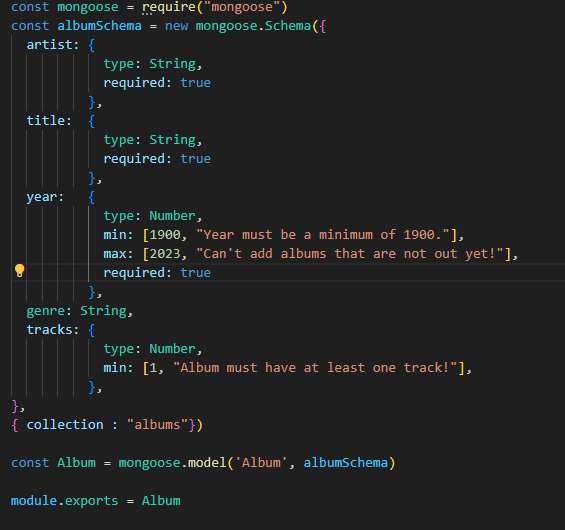 const mongoose = require("mongoose")
const albumSchema = new mongoose.Schema({
  artist: {
            type: String,
            required: true
          },
  title:  {
            type: String,
            required: true
          },
  year:   {
            type: Number,
            min: [1900, "Year must be a minimum of 1900."],
            max: [2023, "Can't add albums that are not out yet!"],
            required: true
          },
  genre: String,
  tracks: {
            type: Number,
            min: [1, "Album must have at least one track!"],
          },
},
{ collection : "albums"})
const Album = mongoose.model('Album', albumSchema)
module.exports = Album